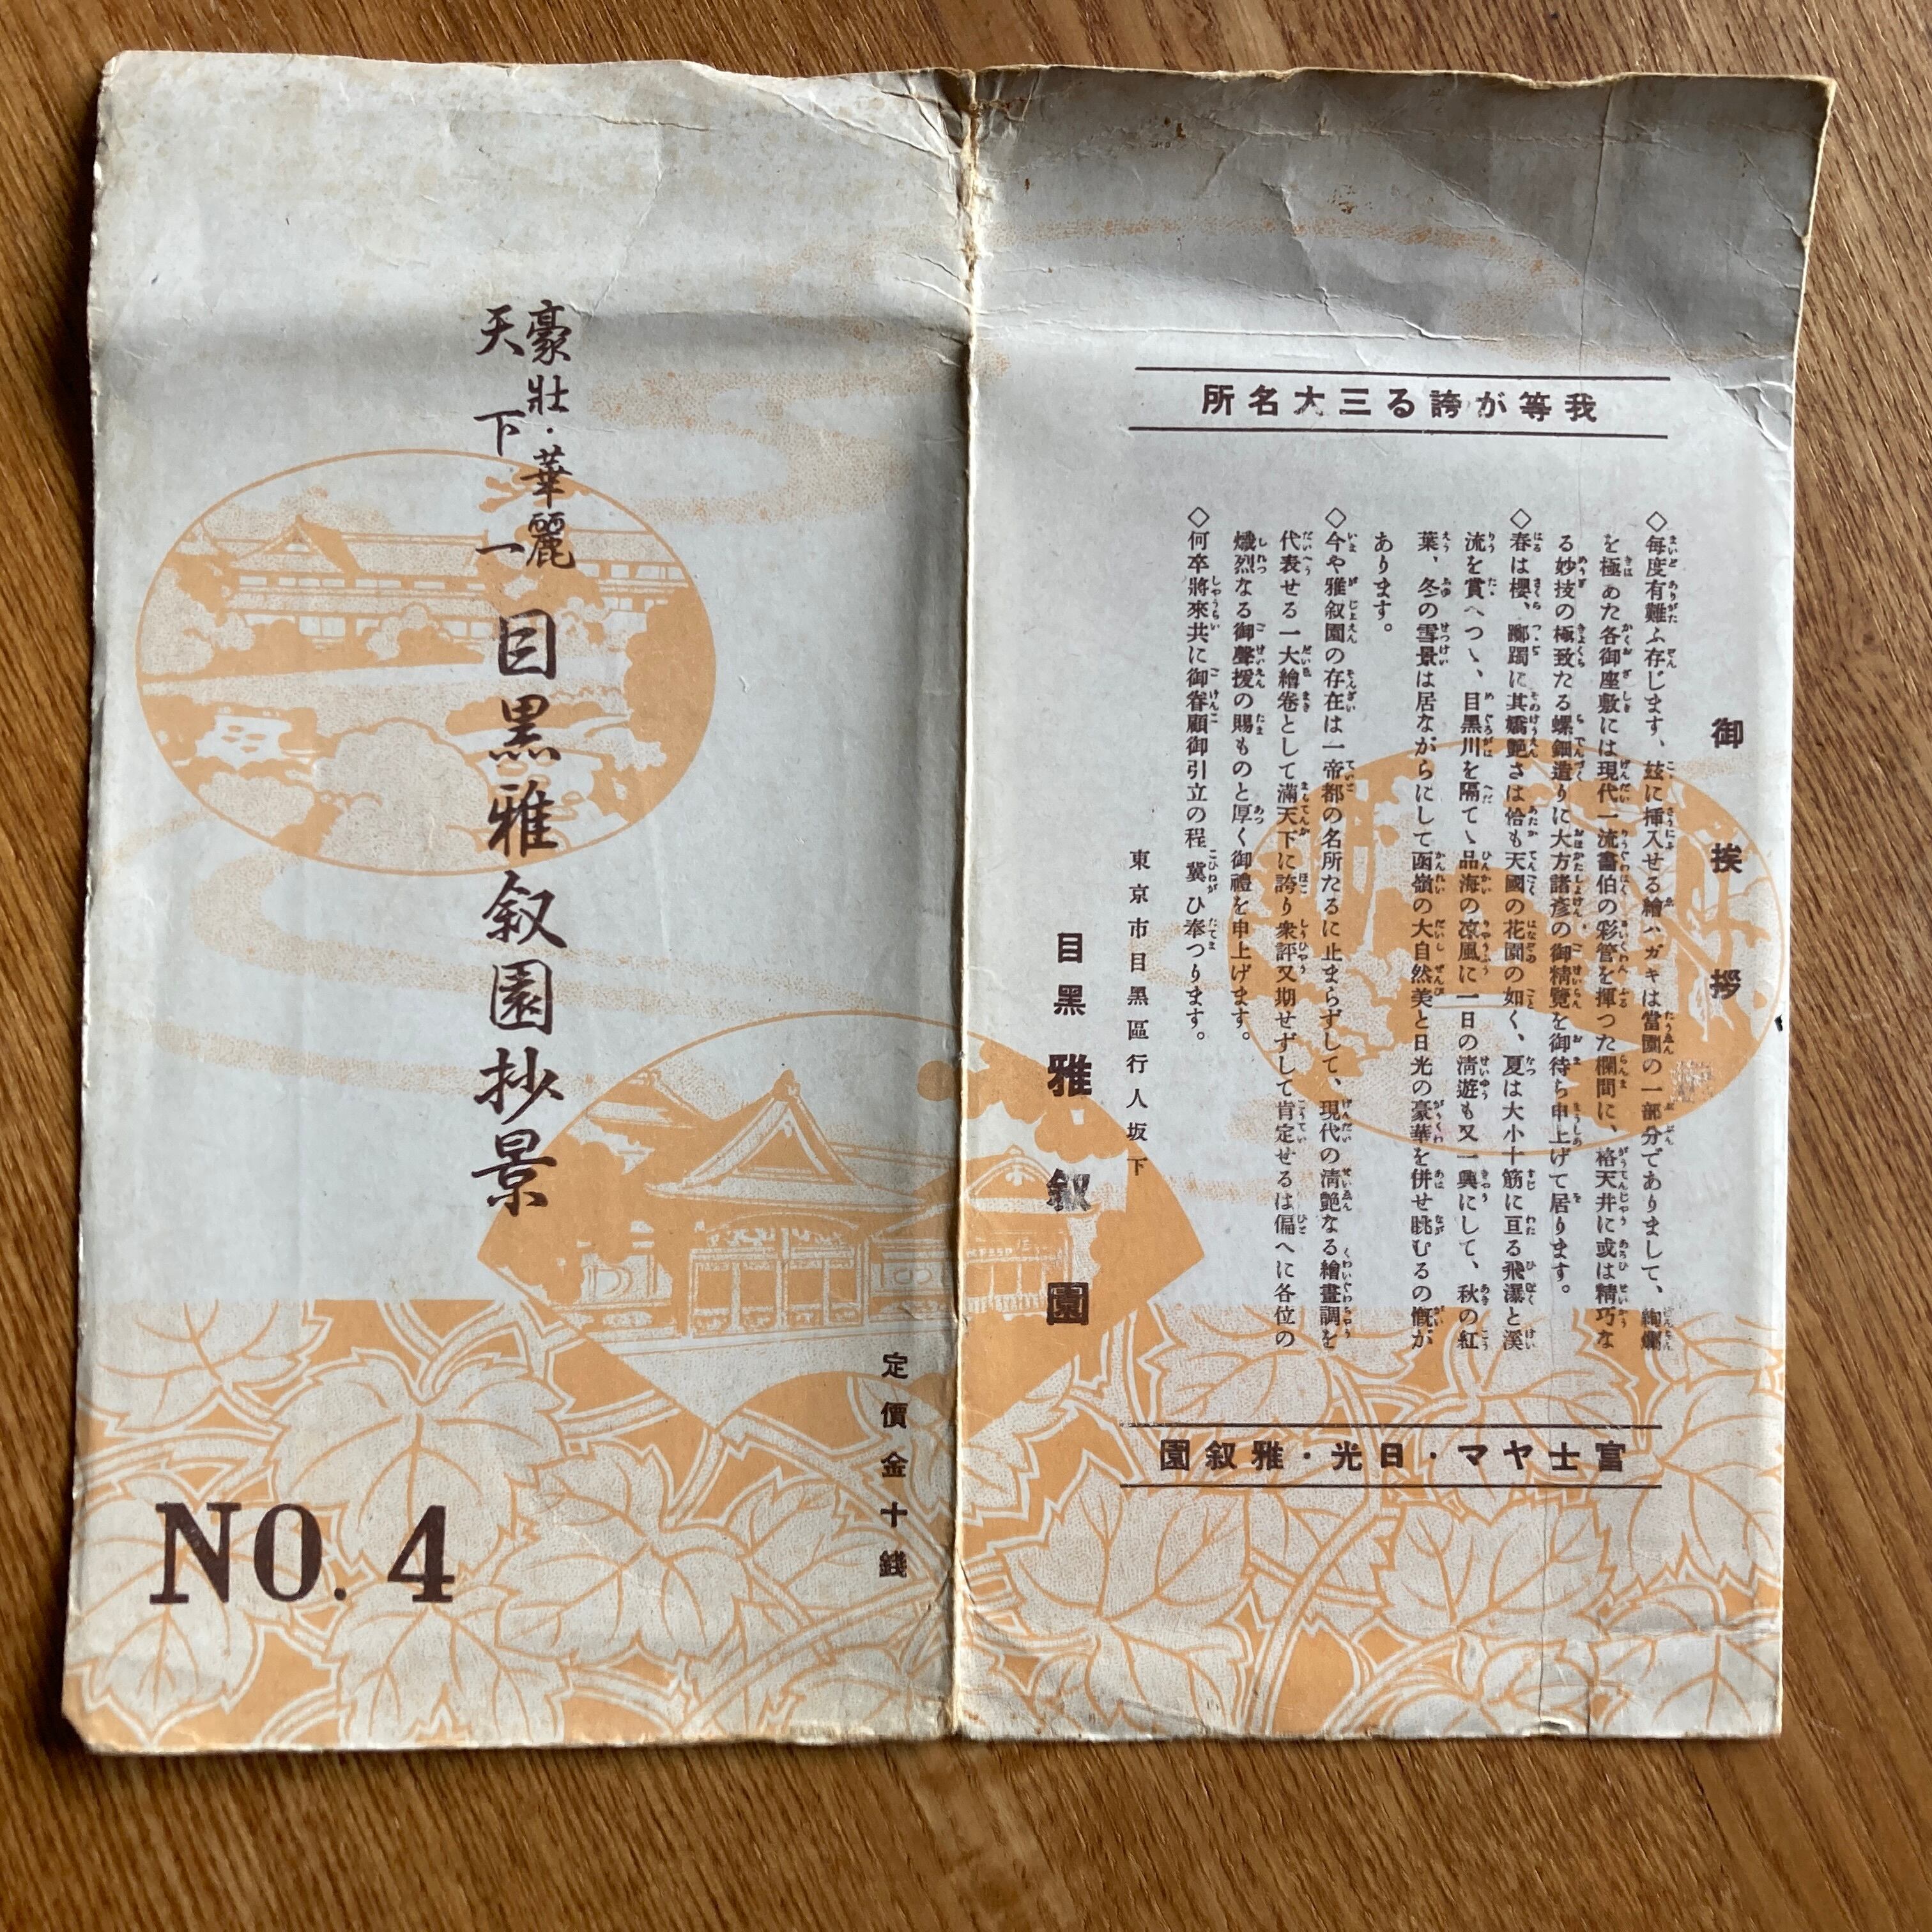 我等が誇る三大名所
御挨拶
◇毎度有難ふ存じます、玆に挿入せる繪ハガキは當園の一部分でありまして、絢爛
を極めた各御座敷には現代一流畫伯の彩管を揮つた欄間に、格天井に或は精巧な
る妙技の極致たる螺鈿造りに大方諸彦の御精覽を御待ち申上げて居ります。
◇春は櫻、躑躅に其嬌艶さは恰も天國の花園の如く、夏は大小十筋に亘る飛瀑と溪
流を賞へつゝ、目黒川を隔てゝ品海の凉風に一日の淸遊も又一興にして、秋の紅
葉、冬の雪景は居ながらにして函嶺の大自然美と日光の豪華を併せ眺むるの慨が
あります。
◇今や雅叙園の存在は一帝都の名所たるに止まらずして、現代の淸艶なる繪畫調を
代表せる一大繪巻として滿天下に誇り衆評又期せずして肯定せるは偏へに各位の
熾烈なる御聲援の賜ものと厚く御禮を申上げます。
◇何卒將來共に御眷顧御引立の程冀ひ奉つります。
東京市目黒區行人坂下
目黒雅叙園
富士ヤマ・日光・雅叙園
豪壯・華麗
天下一
目黒雅叙園抄景
定價金十錢
NO. 4